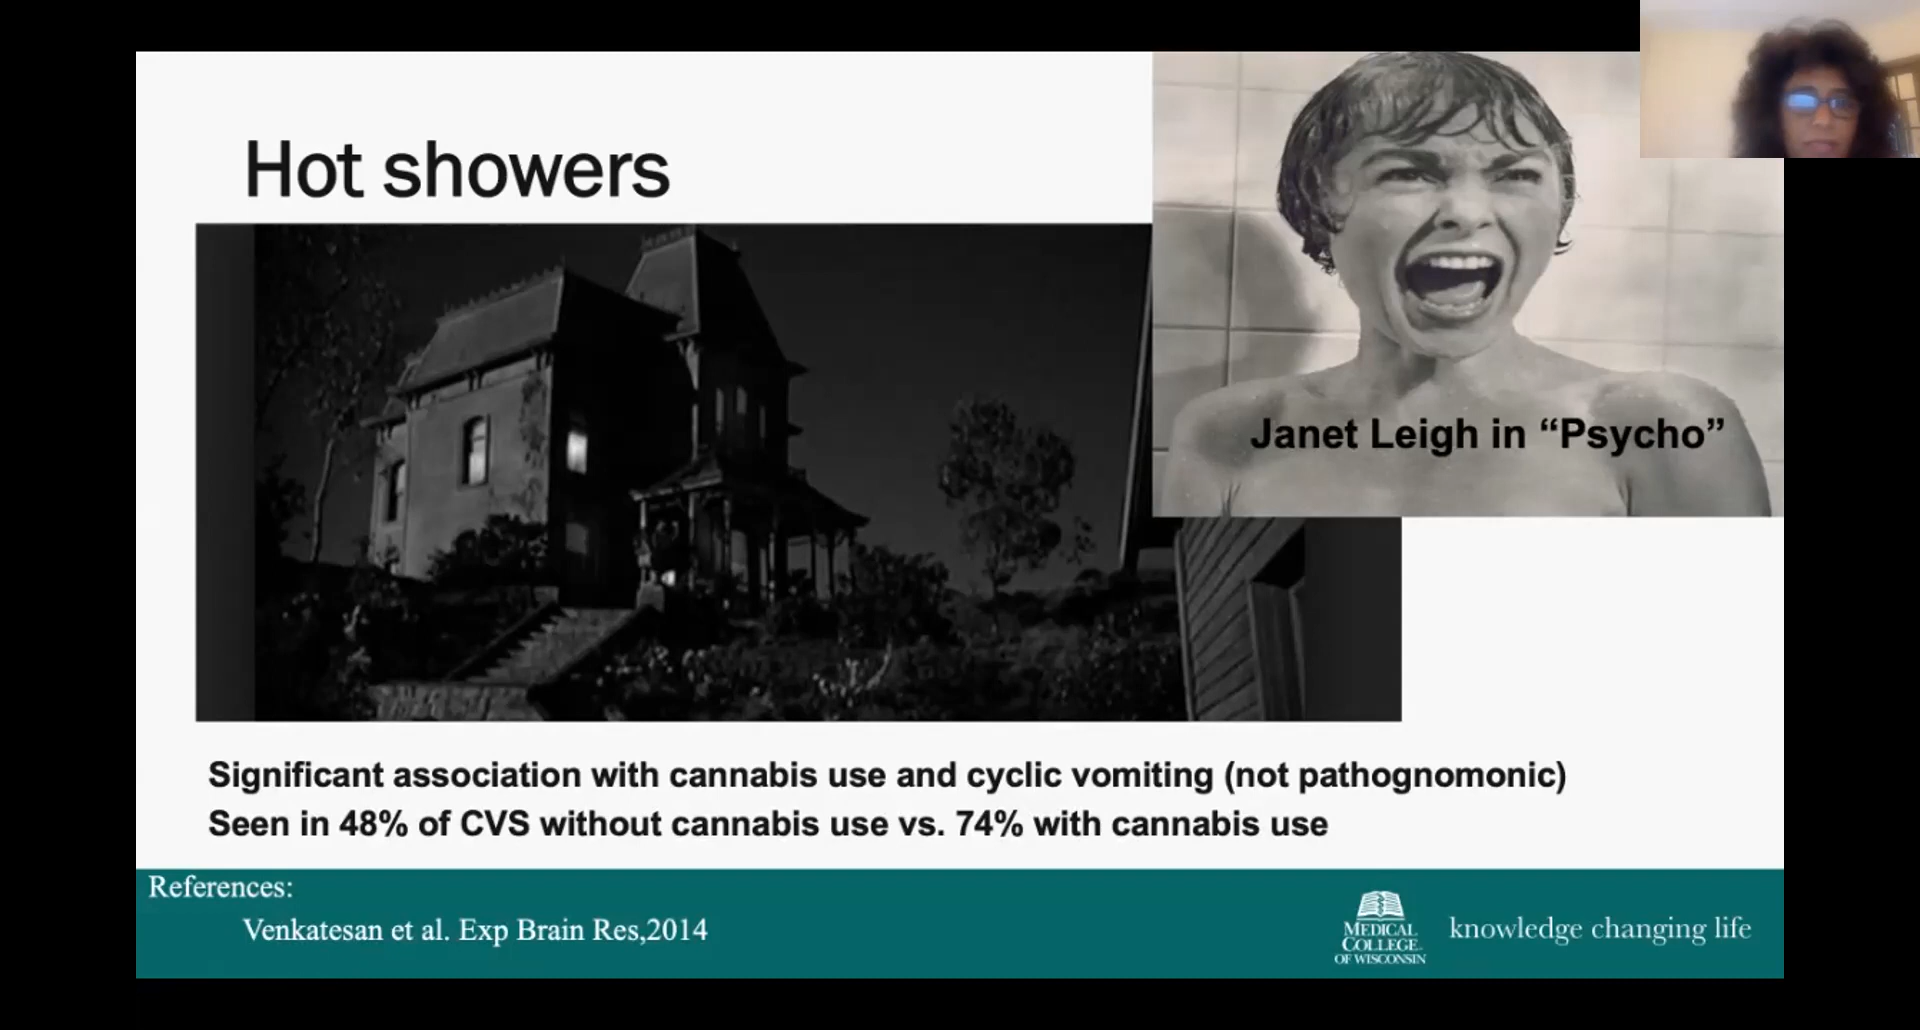 Hot showers
Janet Leigh in “Psycho”
Significant association with cannabis use and cyclic vomiting (not pathognomonic)
Seen in 48% of CVS without cannabis use vs. 74% with cannabis use
References:
Venkatesan et al. Exp Brain Res,2014
MEDICAL
COLLEGE
OF WISCONSIN
knowledge changing life